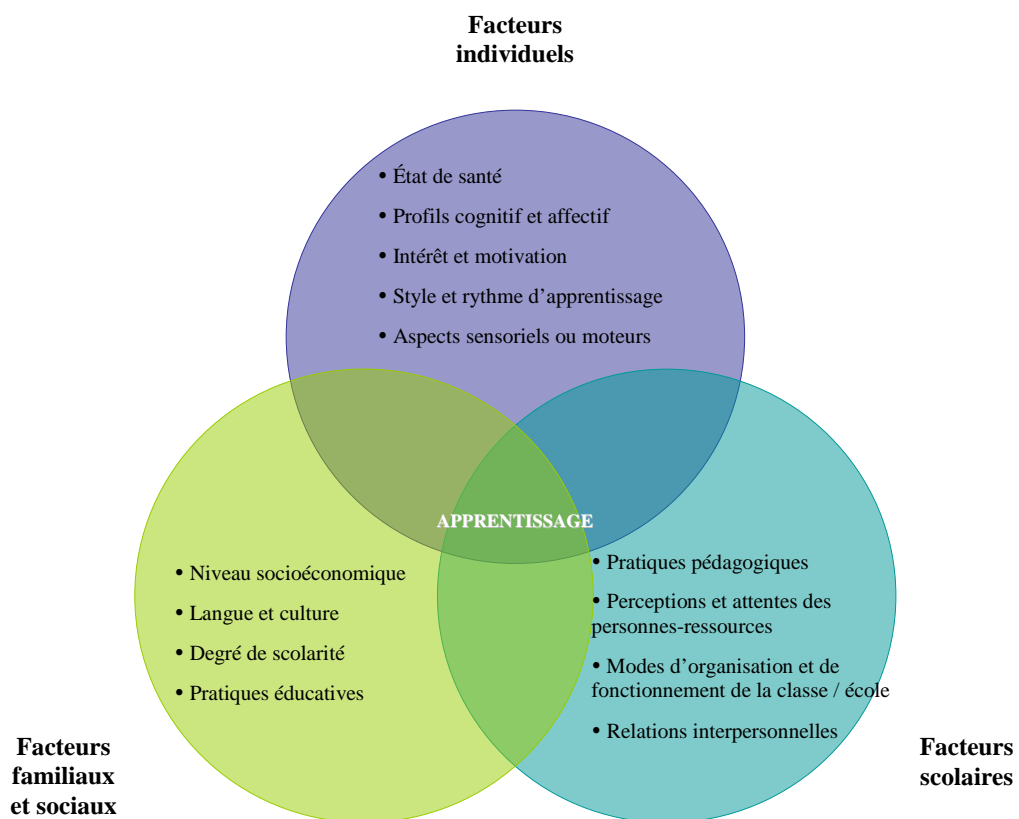 Facteurs
individuels
• État de santé
• Profils cognitif et affectif
• Intérêt et motivation
• Style et rythme d’apprentissage
• Aspects sensoriels ou moteurs
APPRENTISSAGE
• Niveau socioéconomique
• Langue et culture
• Degré de scolarité
• Pratiques éducatives
• Pratiques pédagogiques
• Perceptions et attentes des
personnes-ressources
• Modes d’organisation et de
fonctionnement de la classe / école
• Relations interpersonnelles
Facteurs
familiaux
et sociaux
Facteurs
scolaires